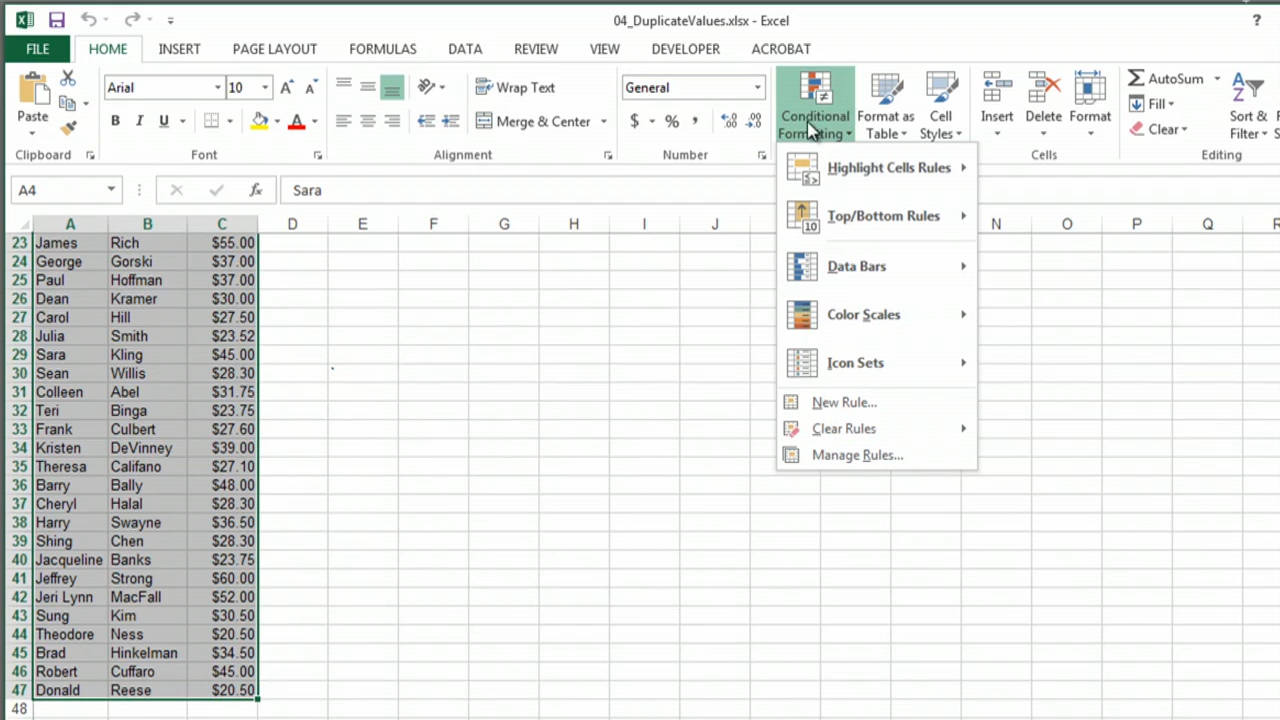 04_DuplicateValues.xlsx - Excel
?
FILE HOME INSERT PAGE LAYOUT FORMULAS DATA REVIEW VIEW DEVELOPER ACROBAT
Arial 10 Wrap Text General AutoSum
Paste B I U A Merge & Center $ % , Conditional Formatting Format as Table Cell Styles Insert Delete Format Fill Clear Sort & Filter
Clipboard Font Alignment Number Cells Editing
A4 fx Sara
Highlight Cells Rules
Top/Bottom Rules
Data Bars
Color Scales
Icon Sets
New Rule...
Clear Rules
Manage Rules...
A B C D E F G H I J N O P Q R
23 James Rich $55.00
24 George Gorski $37.00
25 Paul Hoffman $37.00
26 Dean Kramer $30.00
27 Carol Hill $27.50
28 Julia Smith $23.52
29 Sara Kling $45.00
30 Sean Willis $28.30
31 Colleen Abel $31.75
32 Teri Binga $23.75
33 Frank Culbert $27.60
34 Kristen DeVinney $39.00
35 Theresa Califano $27.10
36 Barry Bally $48.00
37 Cheryl Halal $28.30
38 Harry Swayne $36.50
39 Shing Chen $28.30
40 Jacqueline Banks $23.75
41 Jeffrey Strong $60.00
42 Jeri Lynn MacFall $52.00
43 Sung Kim $30.50
44 Theodore Ness $20.50
45 Brad Hinkelman $34.50
46 Robert Cuffaro $45.00
47 Donald Reese $20.50
48